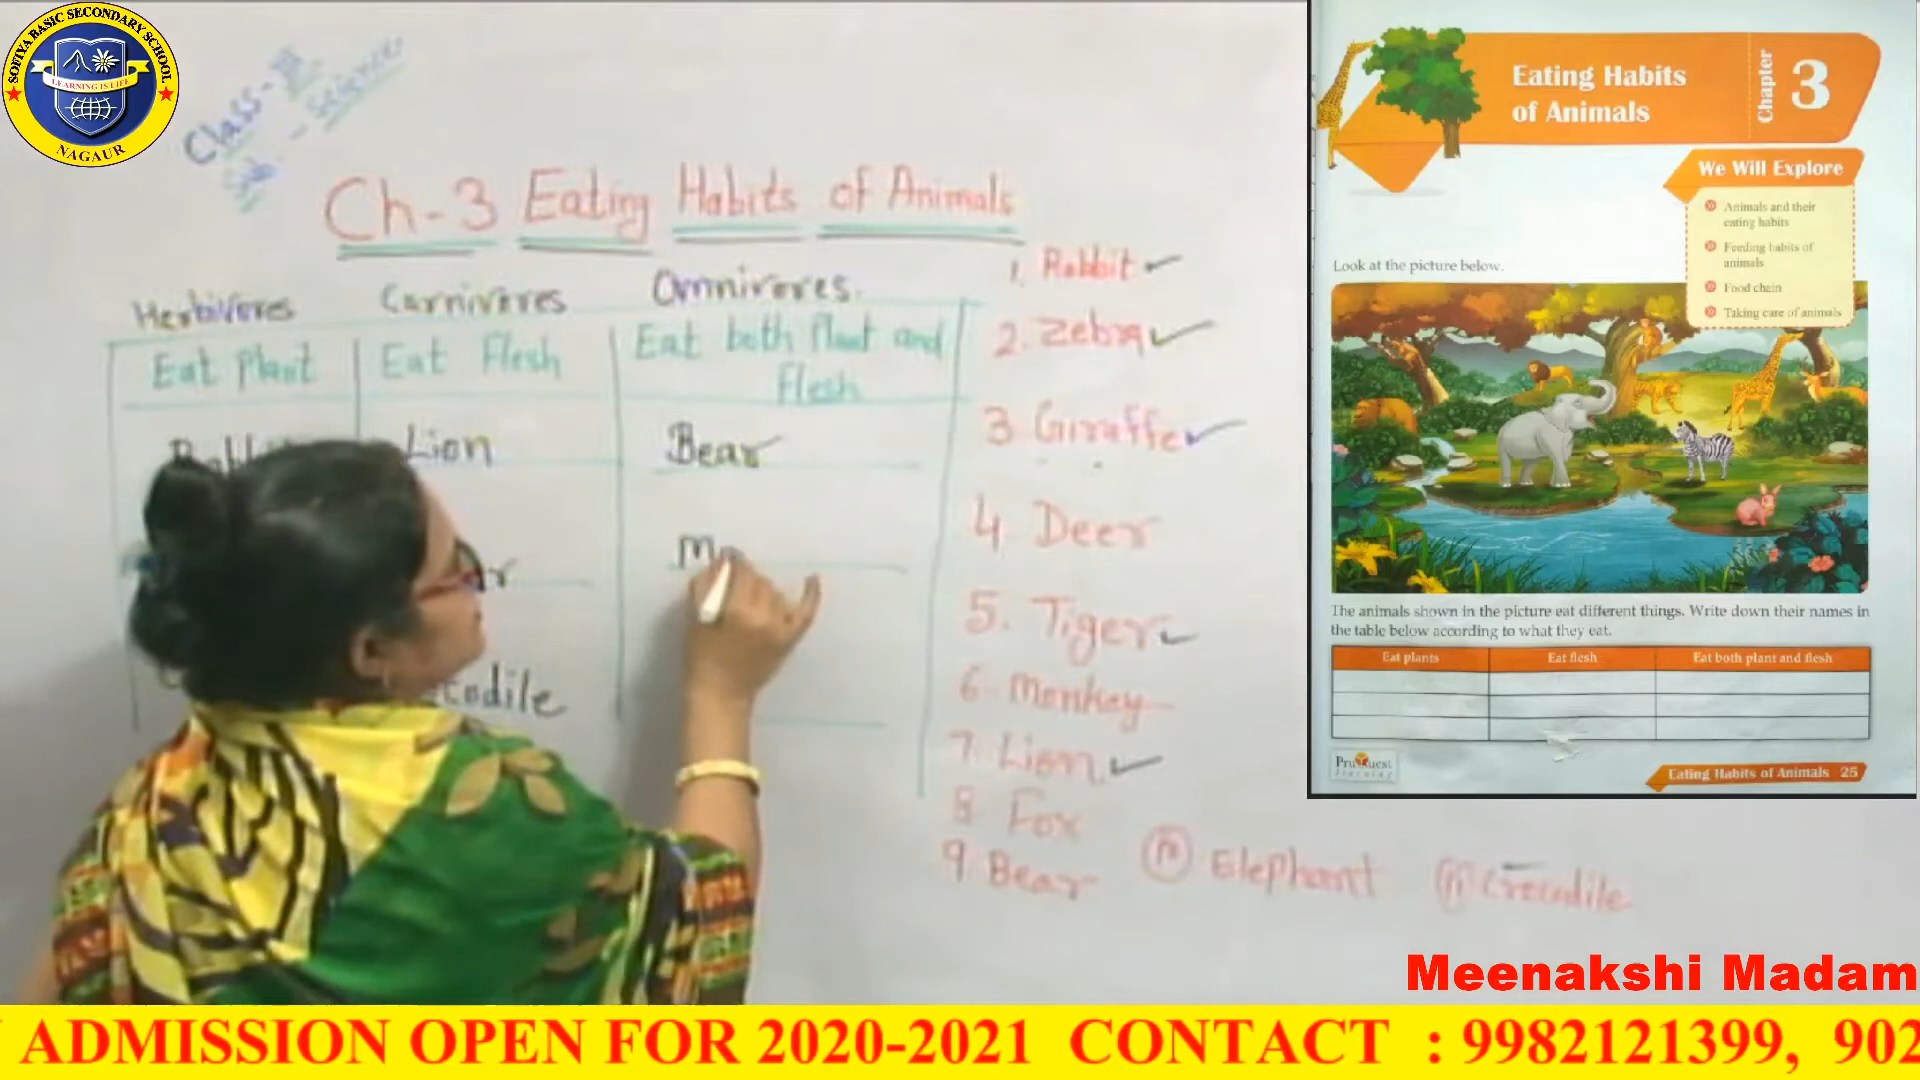 SOFIYA BASIC SECONDARY SCHOOL
LEARNING IS LIFE
NAGAUR
Class - III
Sub. - Science
Ch-3 Eating Habits of Animals
Herbivores Carnivores Omnivores.
Eat Plant Eat Flesh Eat both Plant and
Flesh
Lion Bear
1. Rabbit ✓
2. Zebra ✓
3 Giraffe ✓
4 Deer
5. Tiger ✓
6- Monkey
7. Lion ✓
8 Fox
9 Bear
10 Elephant
11 Crocodile
Eating Habits
of Animals
Chapter 3
We Will Explore
Animals and their
eating habits
Feeding habits of
animals
Food chain
Taking care of animals
Look at the picture below.
The animals shown in the picture eat different things. Write down their names in
the table below according to what they eat.
Eat plants Eat flesh Eat both plant and flesh
Eating Habits of Animals 25
Meenakshi Madam
ADMISSION OPEN FOR 2020-2021 CONTACT : 9982121399, 902